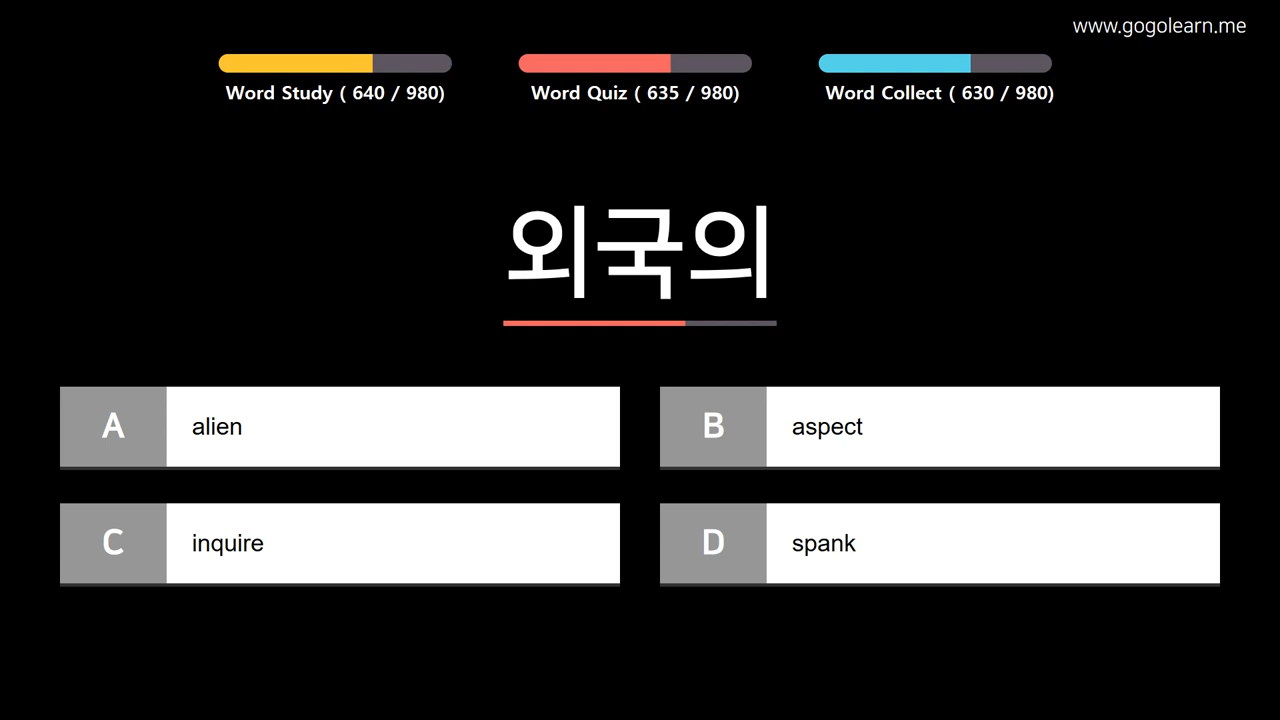 www.gogolearn.me
Word Study ( 640 / 980)
Word Quiz ( 635 / 980)
Word Collect ( 630 / 980)
외국의
A alien
B aspect
C inquire
D spank